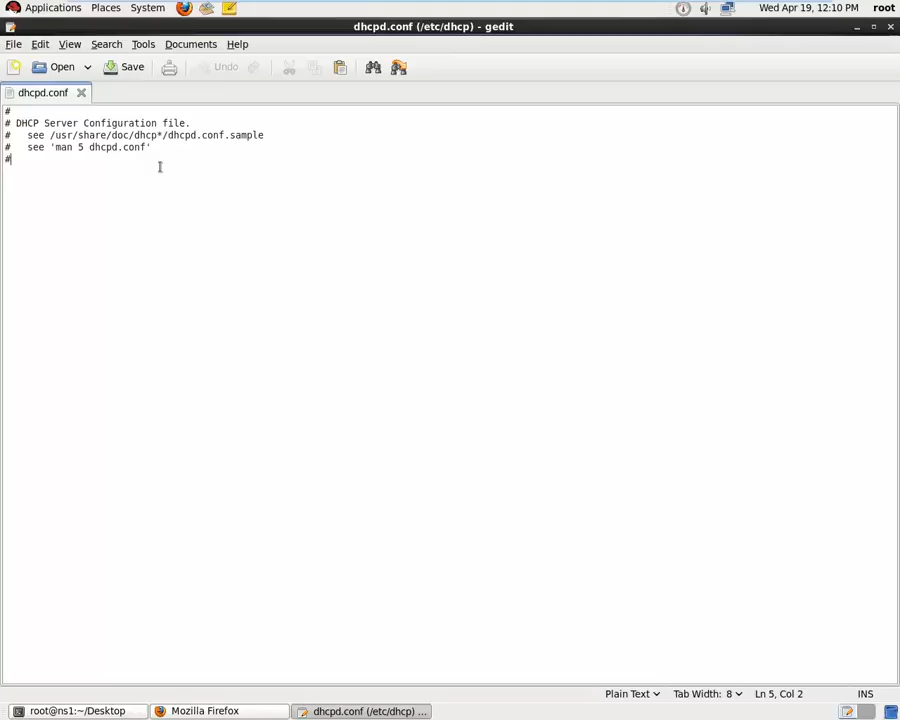 Applications Places System Wed Apr 19, 12:10 PM root
dhcpd.conf (/etc/dhcp) - gedit
File Edit View Search Tools Documents Help
Open Save Undo
dhcpd.conf
#
# DHCP Server Configuration file.
#   see /usr/share/doc/dhcp*/dhcpd.conf.sample
#   see 'man 5 dhcpd.conf'
#
Plain Text Tab Width: 8 Ln 5, Col 2 INS
root@ns1:~/Desktop Mozilla Firefox dhcpd.conf (/etc/dhcp) ...